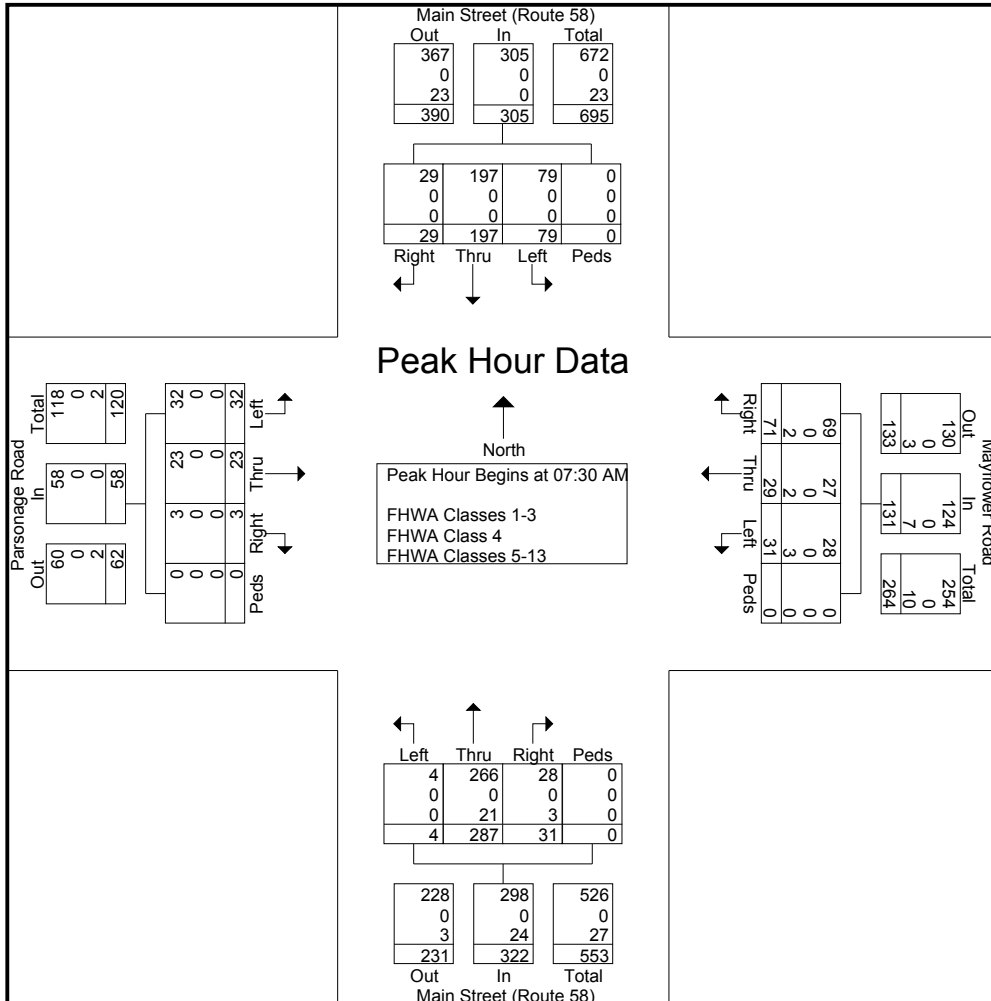 Main Street (Route 58)
Out In Total
367 305 672
0 0 0
23 0 23
390 305 695
29 197 79 0
0 0 0 0
0 0 0 0
29 197 79 0
Right Thru Left Peds
Peak Hour Data
North
Peak Hour Begins at 07:30 AM
FHWA Classes 1-3
FHWA Class 4
FHWA Classes 5-13
Parsonage Road
Total In Out
118 58 60
0 0 0
2 0 2
120 58 62
32 23 3 0
0 0 0 0
0 0 0 0
32 23 3 0
Left Thru Right Peds
Mayflower Road
Out In Total
130 124 254
0 0 0
3 7 10
133 131 264
69 27 28 0
0 0 0 0
2 2 3 0
71 29 31 0
Right Thru Left Peds
Left Thru Right Peds
4 266 28 0
0 0 0 0
0 21 3 0
4 287 31 0
228 298 526
0 0 0
3 24 27
231 322 553
Out In Total
Main Street (Route 58)